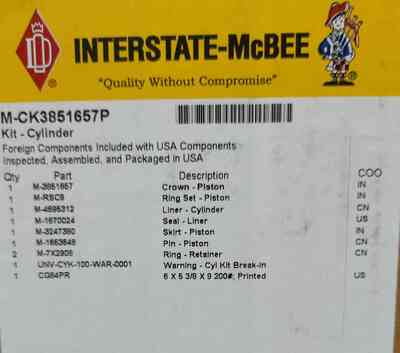 INTERSTATE-McBEE
®
"Quality Without Compromise"
M-CK3851657P
Kit - Cylinder
Foreign Components Included with USA Components
Inspected, Assembled, and Packaged in USA
Qty Part Description COO
1 M-3651657 Crown - Piston IN
1 M-RSC9 Ring Set - Piston IN
1 M-4695312 Liner - Cylinder CN
1 M-1670024 Seal - Liner US
1 M-3247360 Skirt - Piston IN
1 M-1663648 Pin - Piston CN
2 M-7X2906 Ring - Retainer CN
1 UNV-CYK-100-WAR-0001 Warning - Cyl Kit Break-in
1 CG84PR 6 X 5 3/8 X 9 200#; Printed US